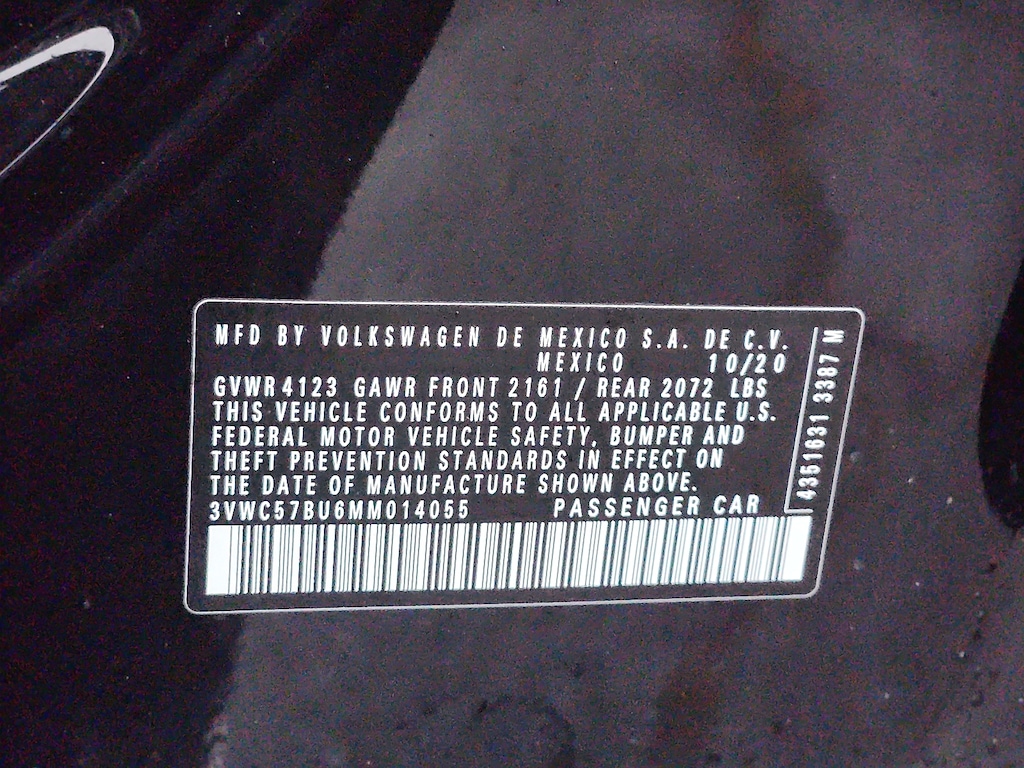 MFD BY VOLKSWAGEN DE MEXICO S.A. DE C.V.
MEXICO 10/20
GVWR 4123 GAWR FRONT 2161 / REAR 2072 LBS
THIS VEHICLE CONFORMS TO ALL APPLICABLE U.S.
FEDERAL MOTOR VEHICLE SAFETY, BUMPER AND
THEFT PREVENTION STANDARDS IN EFFECT ON
THE DATE OF MANUFACTURE SHOWN ABOVE.
3VWC57BU6MM014055 PASSENGER CAR
4351631 3387 M